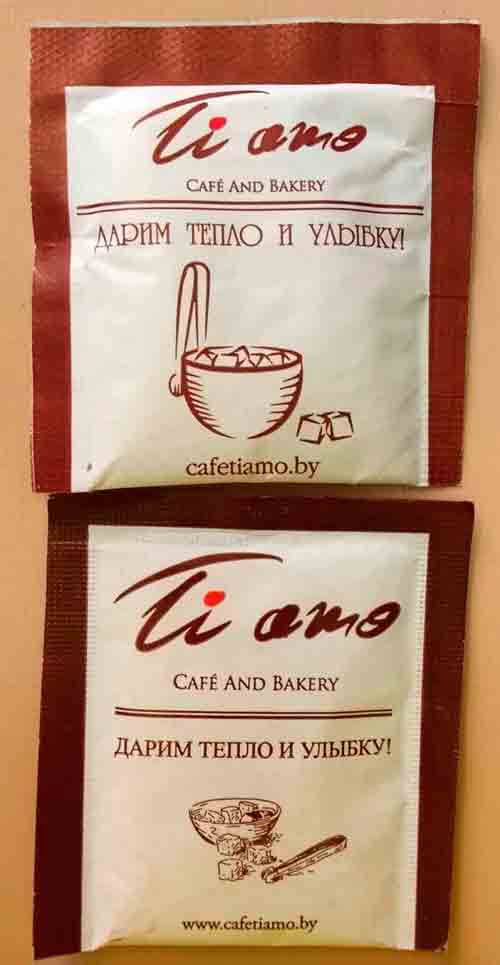 Ti amo
CAFÉ AND BAKERY
ДАРИМ ТЕПЛО И УЛЫБКУ!
cafetiamo.by
Ti amo
CAFÉ AND BAKERY
ДАРИМ ТЕПЛО И УЛЫБКУ!
www.cafetiamo.by